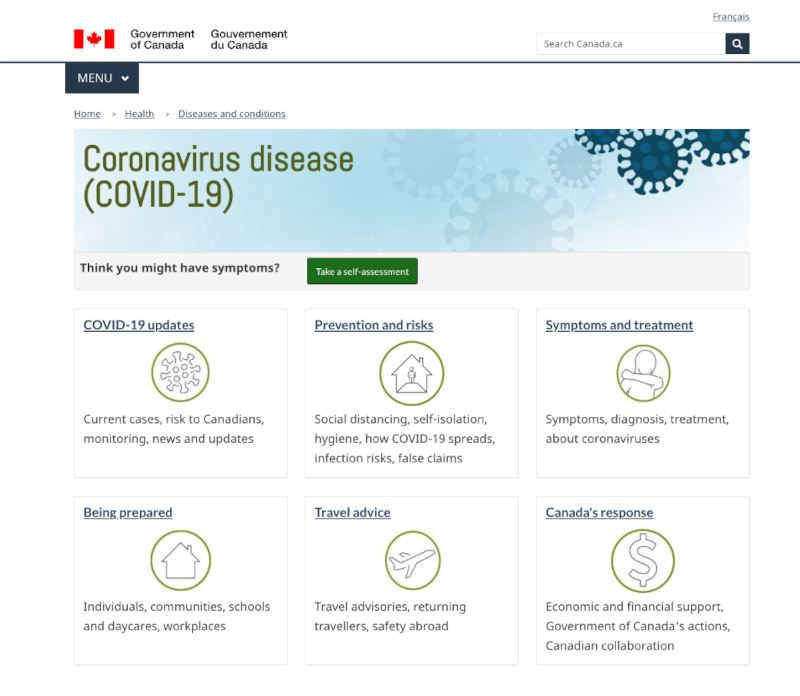 Français
Government of Canada
Gouvernement du Canada
Search Canada.ca
MENU
Home > Health > Diseases and conditions
Coronavirus disease
(COVID-19)
Think you might have symptoms? Take a self-assessment
COVID-19 updates
Current cases, risk to Canadians,
monitoring, news and updates
Prevention and risks
Social distancing, self-isolation,
hygiene, how COVID-19 spreads,
infection risks, false claims
Symptoms and treatment
Symptoms, diagnosis, treatment,
about coronaviruses
Being prepared
Individuals, communities, schools
and daycares, workplaces
Travel advice
Travel advisories, returning
travellers, safety abroad
Canada's response
Economic and financial support,
Government of Canada's actions,
Canadian collaboration